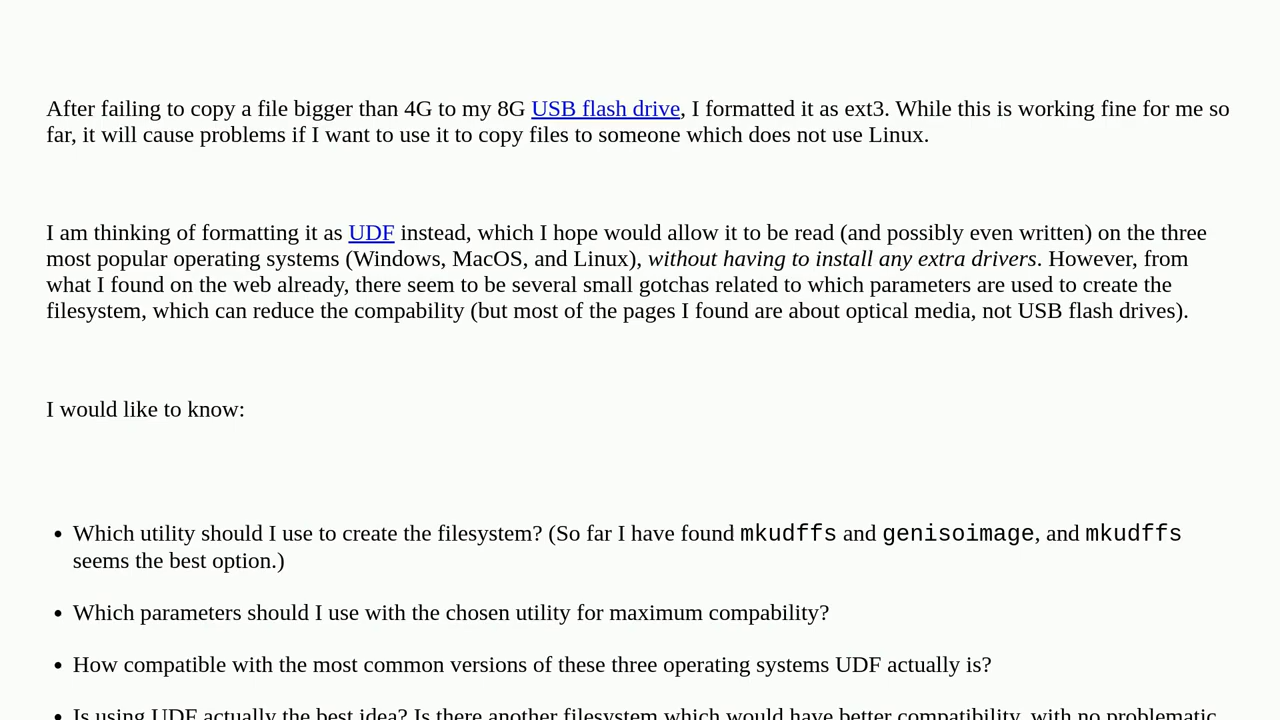 After failing to copy a file bigger than 4G to my 8G USB flash drive, I formatted it as ext3. While this is working fine for me so
far, it will cause problems if I want to use it to copy files to someone which does not use Linux.
I am thinking of formatting it as UDF instead, which I hope would allow it to be read (and possibly even written) on the three
most popular operating systems (Windows, MacOS, and Linux), without having to install any extra drivers. However, from
what I found on the web already, there seem to be several small gotchas related to which parameters are used to create the
filesystem, which can reduce the compability (but most of the pages I found are about optical media, not USB flash drives).
I would like to know:
• Which utility should I use to create the filesystem? (So far I have found mkudffs and genisoimage, and mkudffs
seems the best option.)
• Which parameters should I use with the chosen utility for maximum compability?
• How compatible with the most common versions of these three operating systems UDF actually is?
• Is using UDF actually the best idea? Is there another filesystem which would have better compatibility, with no problematic